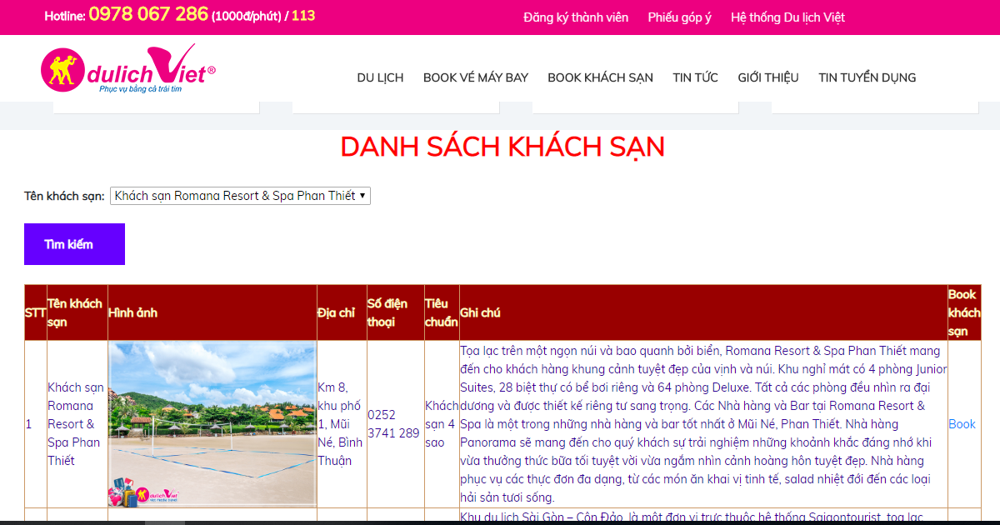 Hotline: 0978 067 286 (1000đ/phút) / 113
Đăng ký thành viên Phiếu góp ý Hệ thống Du lịch Việt
dulichViet®
Phục vụ bằng cả trái tim
DU LỊCH BOOK VÉ MÁY BAY BOOK KHÁCH SẠN TIN TỨC GIỚI THIỆU TIN TUYỂN DỤNG
DANH SÁCH KHÁCH SẠN
Tên khách sạn: Khách sạn Romana Resort & Spa Phan Thiết
Tìm kiếm
STT
Tên khách
sạn
Hình ảnh
Địa chỉ
Số điện
thoại
Tiêu
chuẩn
Ghi chú
Book
khách
sạn
1
Khách sạn
Romana
Resort &
Spa Phan
Thiết
dulichViet
Km 8,
khu phố
1, Mũi
Né, Bình
Thuận
0252
3741 289
Khách
sạn 4
sao
Tọa lạc trên một ngọn núi và bao quanh bởi biển, Romana Resort & Spa Phan Thiết mang
đến cho khách hàng khung cảnh tuyệt đẹp của vịnh và núi. Khu nghỉ mát có 4 phòng Junior
Suites, 28 biệt thự có bể bơi riêng và 64 phòng Deluxe. Tất cả các phòng đều nhìn ra đại
dương và được thiết kế riêng tư sang trọng. Các Nhà hàng và Bar tại Romana Resort &
Spa là một trong những nhà hàng và bar tốt nhất ở Mũi Né, Phan Thiết. Nhà hàng
Panorama sẽ mang đến cho quý khách sự trải nghiệm những khoảnh khắc đáng nhớ khi
vừa thưởng thức bữa tối tuyệt vời vừa ngắm nhìn cảnh hoàng hôn tuyệt đẹp. Nhà hàng
phục vụ các thực đơn đa dạng, từ các món ăn khai vị tinh tế, salad nhiệt đới đến các loại
hải sản tươi sống.
Book
Khu du lịch Sài Gòn – Côn Đảo, là một đơn vị trực thuộc hệ thống Saigontourist, tọa lạc